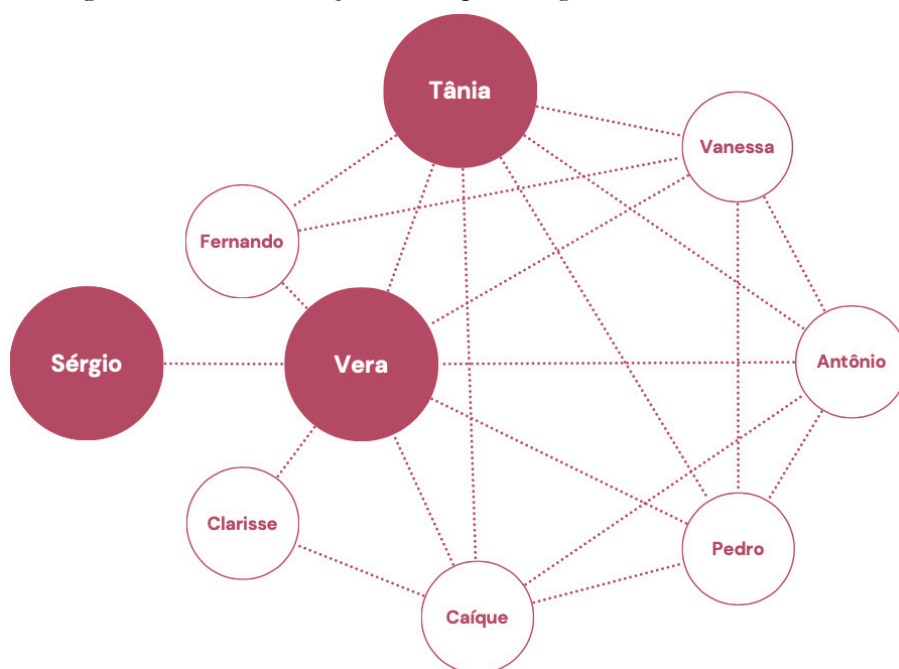 Tânia
Vanessa
Fernando
Sérgio
Vera
Antônio
Clarisse
Pedro
Caíque